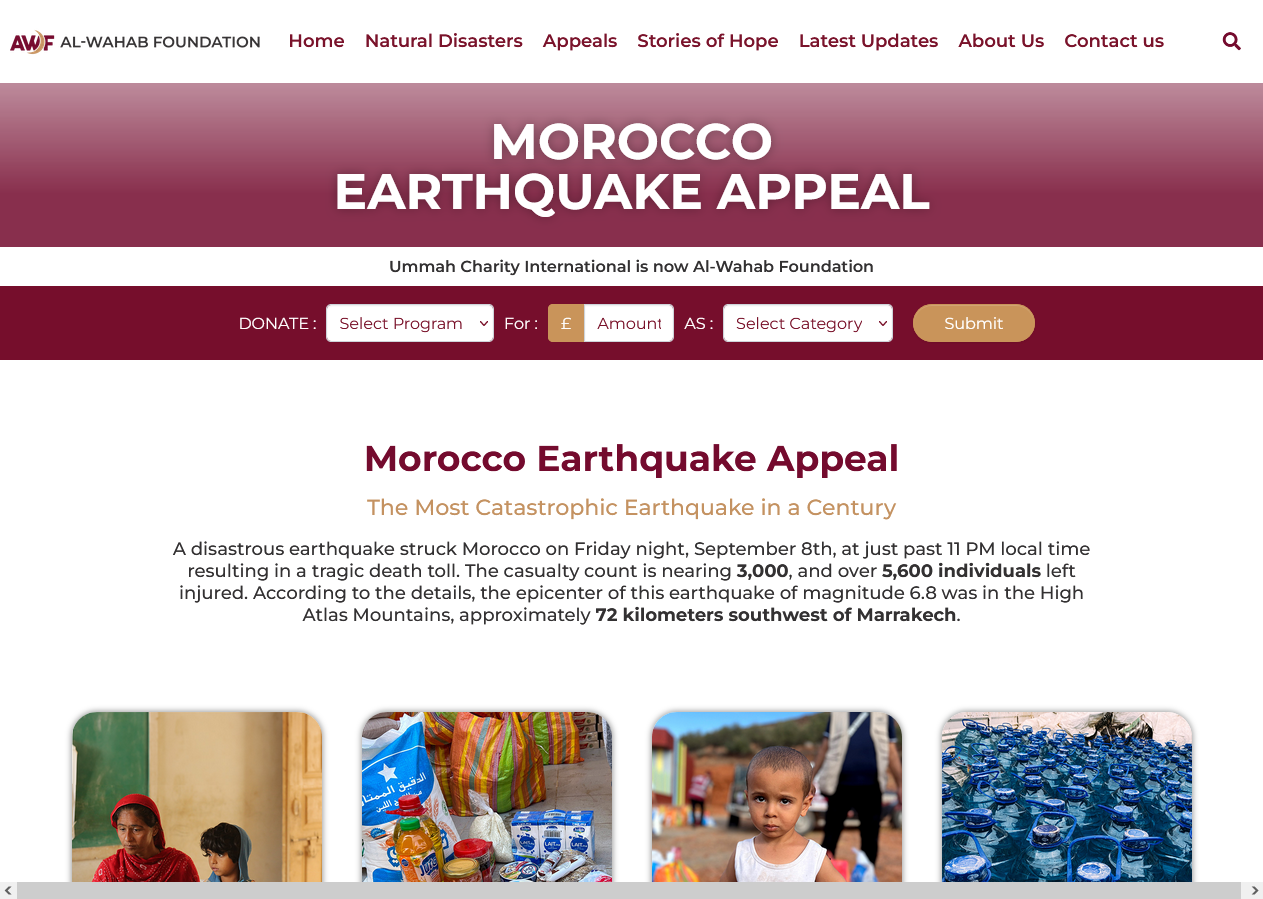 AWF AL-WAHAB FOUNDATION
Home Natural Disasters Appeals Stories of Hope Latest Updates About Us Contact us
MOROCCO
EARTHQUAKE APPEAL
Ummah Charity International is now Al-Wahab Foundation
DONATE : Select Program For : £ Amount AS : Select Category Submit
Morocco Earthquake Appeal
The Most Catastrophic Earthquake in a Century
A disastrous earthquake struck Morocco on Friday night, September 8th, at just past 11 PM local time
resulting in a tragic death toll. The casualty count is nearing 3,000, and over 5,600 individuals left
injured. According to the details, the epicenter of this earthquake of magnitude 6.8 was in the High
Atlas Mountains, approximately 72 kilometers southwest of Marrakech.
الدقيق الممتاز
LAIT LAIT